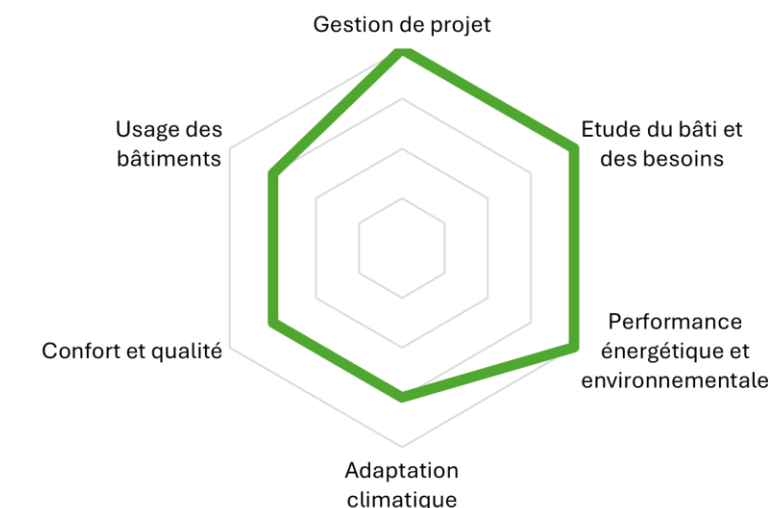 Gestion de projet
Etude du bâti et
des besoins
Performance
énergétique et
environnementale
Adaptation
climatique
Confort et qualité
Usage des
bâtiments